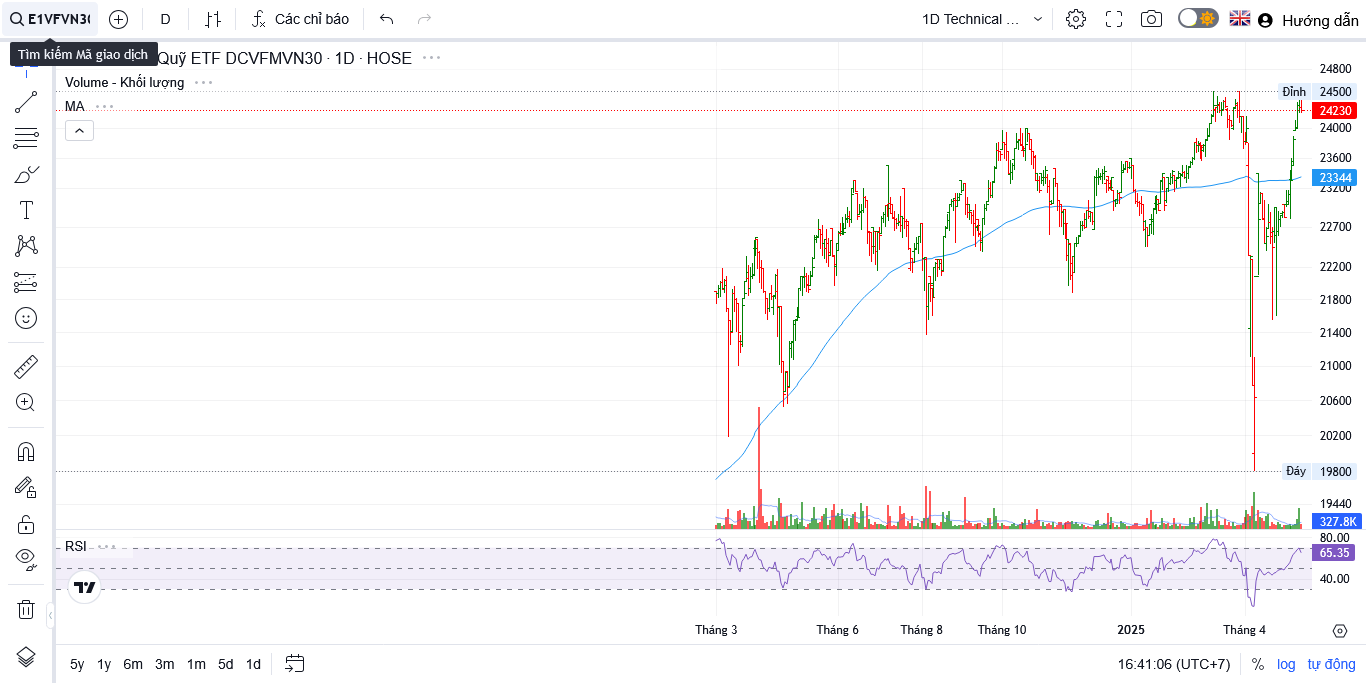 E1VFVN30
D
Các chỉ báo
1D Technical ...
Hướng dẫn
Tìm kiếm Mã giao dịch
Quỹ ETF DCVFMVN30 · 1D · HOSE
Volume - Khối lượng
MA
24800
Đỉnh 24500
24230
24000
23600
23344
23200
22700
22200
21800
21400
21000
20600
20200
Đáy 19800
19440
327.8K
RSI
80.00
65.35
40.00
Tháng 3 Tháng 6 Tháng 8 Tháng 10 2025 Tháng 4
5y 1y 6m 3m 1m 5d 1d
16:41:06 (UTC+7) % log tự động